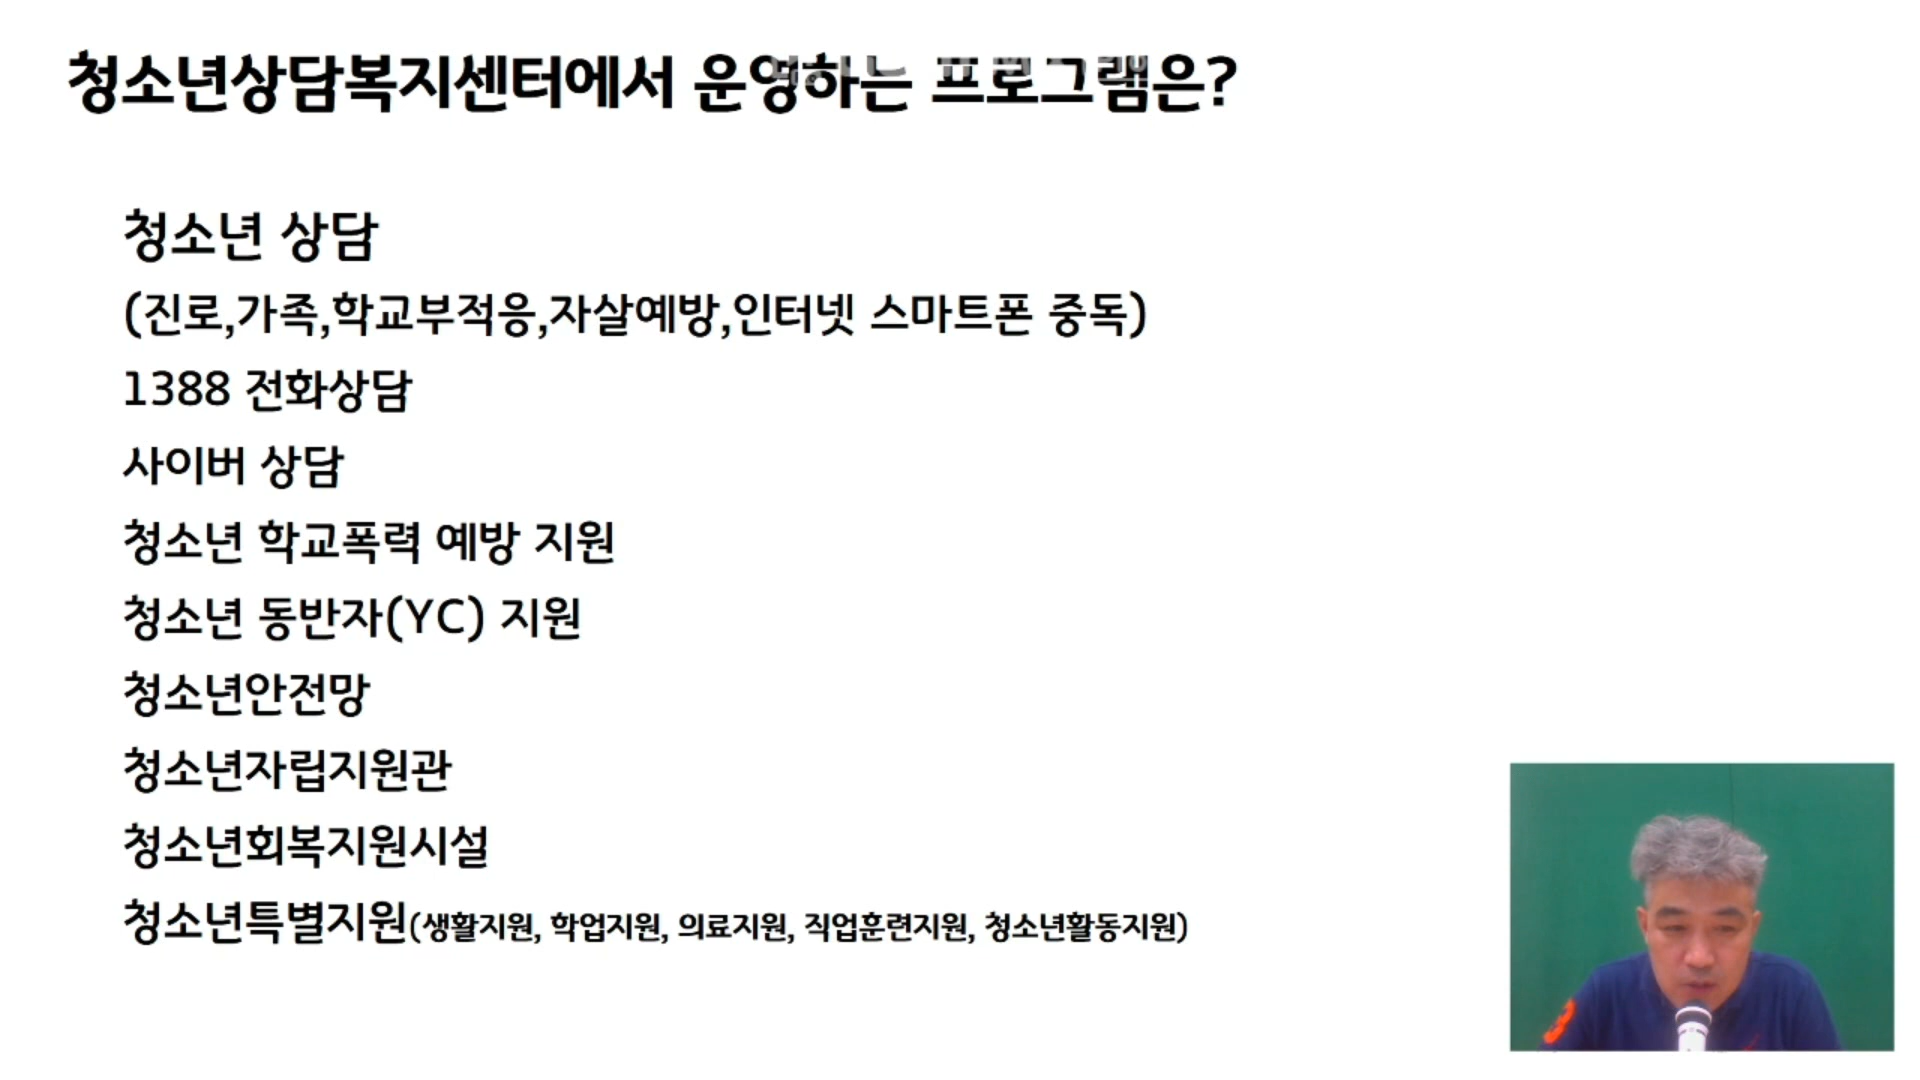 청소년상담복지센터에서 운영하는 프로그램은?
청소년 상담
(진로,가족,학교부적응,자살예방,인터넷 스마트폰 중독)
1388 전화상담
사이버 상담
청소년 학교폭력 예방 지원
청소년 동반자(YC) 지원
청소년안전망
청소년자립지원관
청소년회복지원시설
청소년특별지원(생활지원, 학업지원, 의료지원, 직업훈련지원, 청소년활동지원)
3